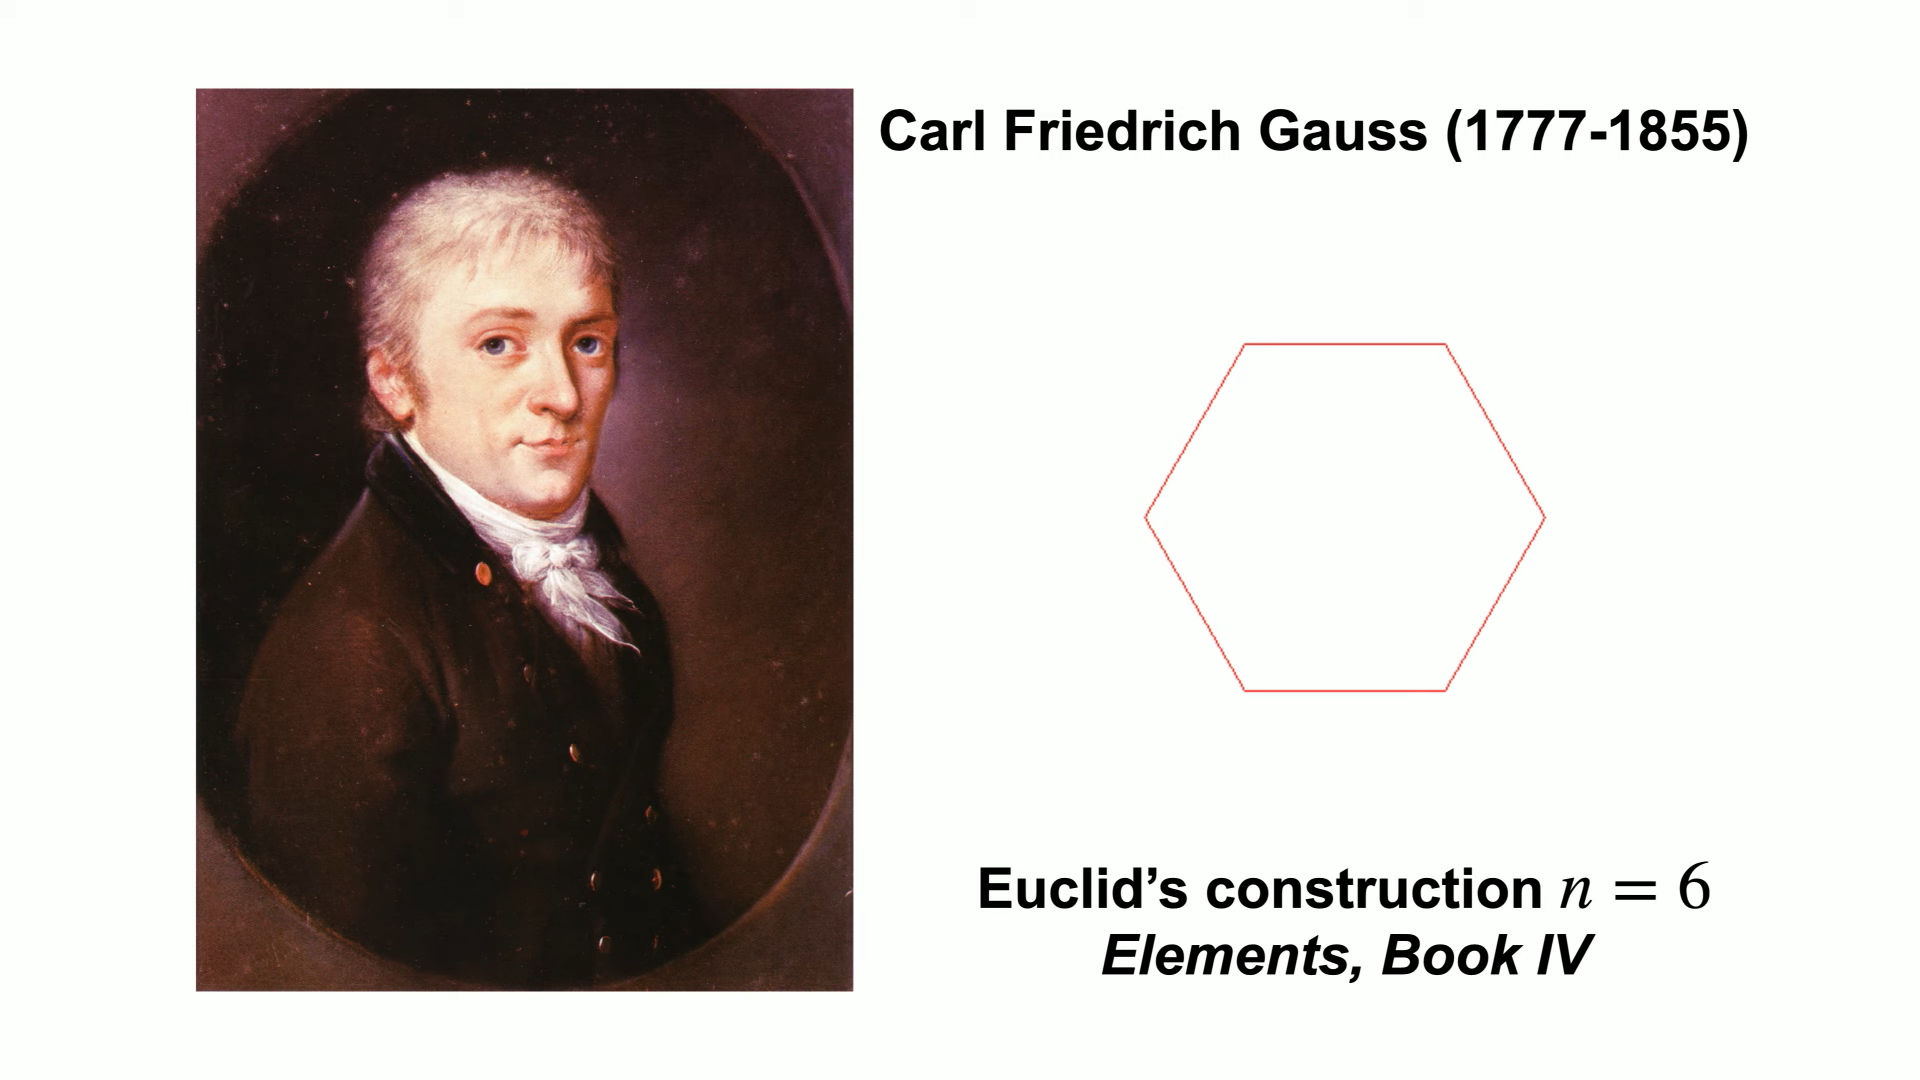 Carl Friedrich Gauss (1777-1855)
Euclid’s construction n = 6
Elements, Book IV